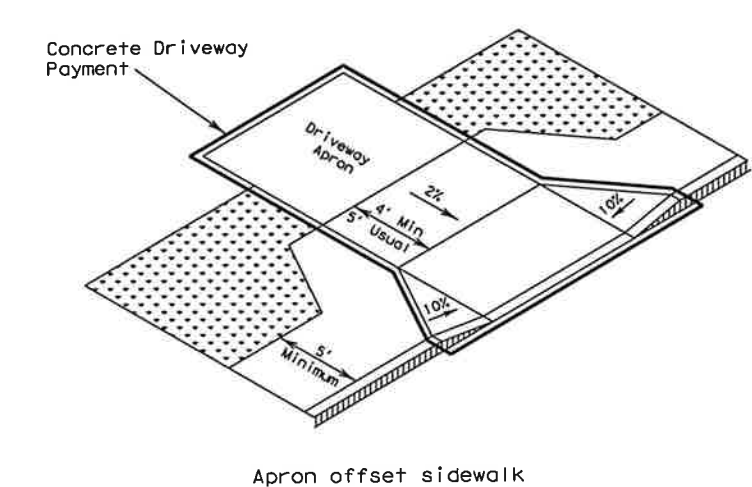 Concrete Driveway
Payment
Driveway
Apron
2%
4' Min
5' Usual
10%
10%
5'
Minimum
Apron offset sidewalk